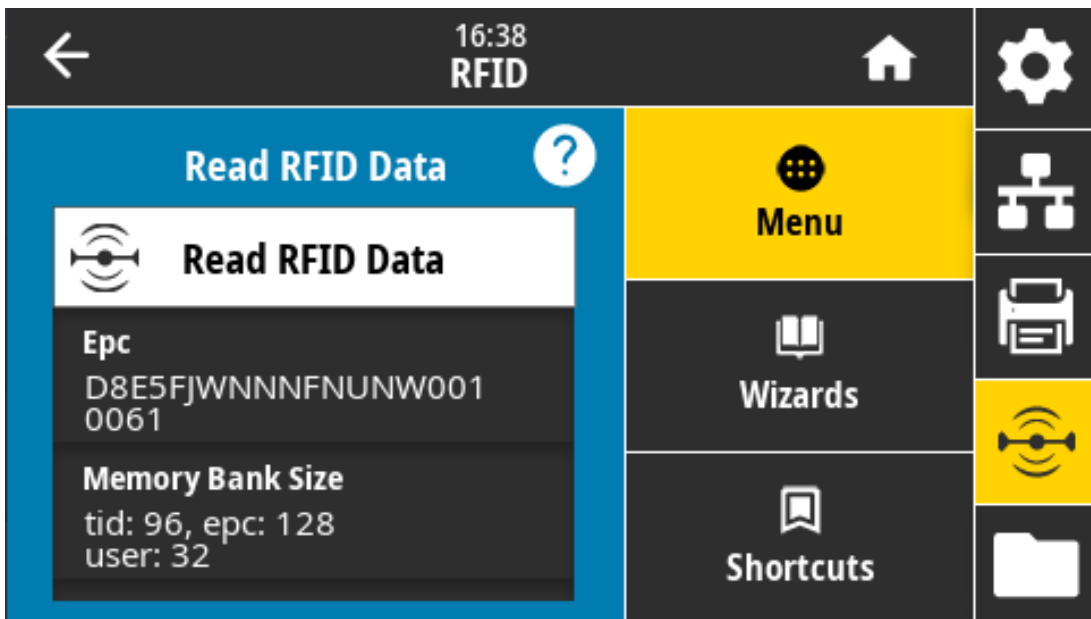 16:38
RFID
Read RFID Data
?
Read RFID Data
Epc
D8E5FJWNNNFNUNW001
0061
Memory Bank Size
tid: 96, epc: 128
user: 32
Menu
Wizards
Shortcuts